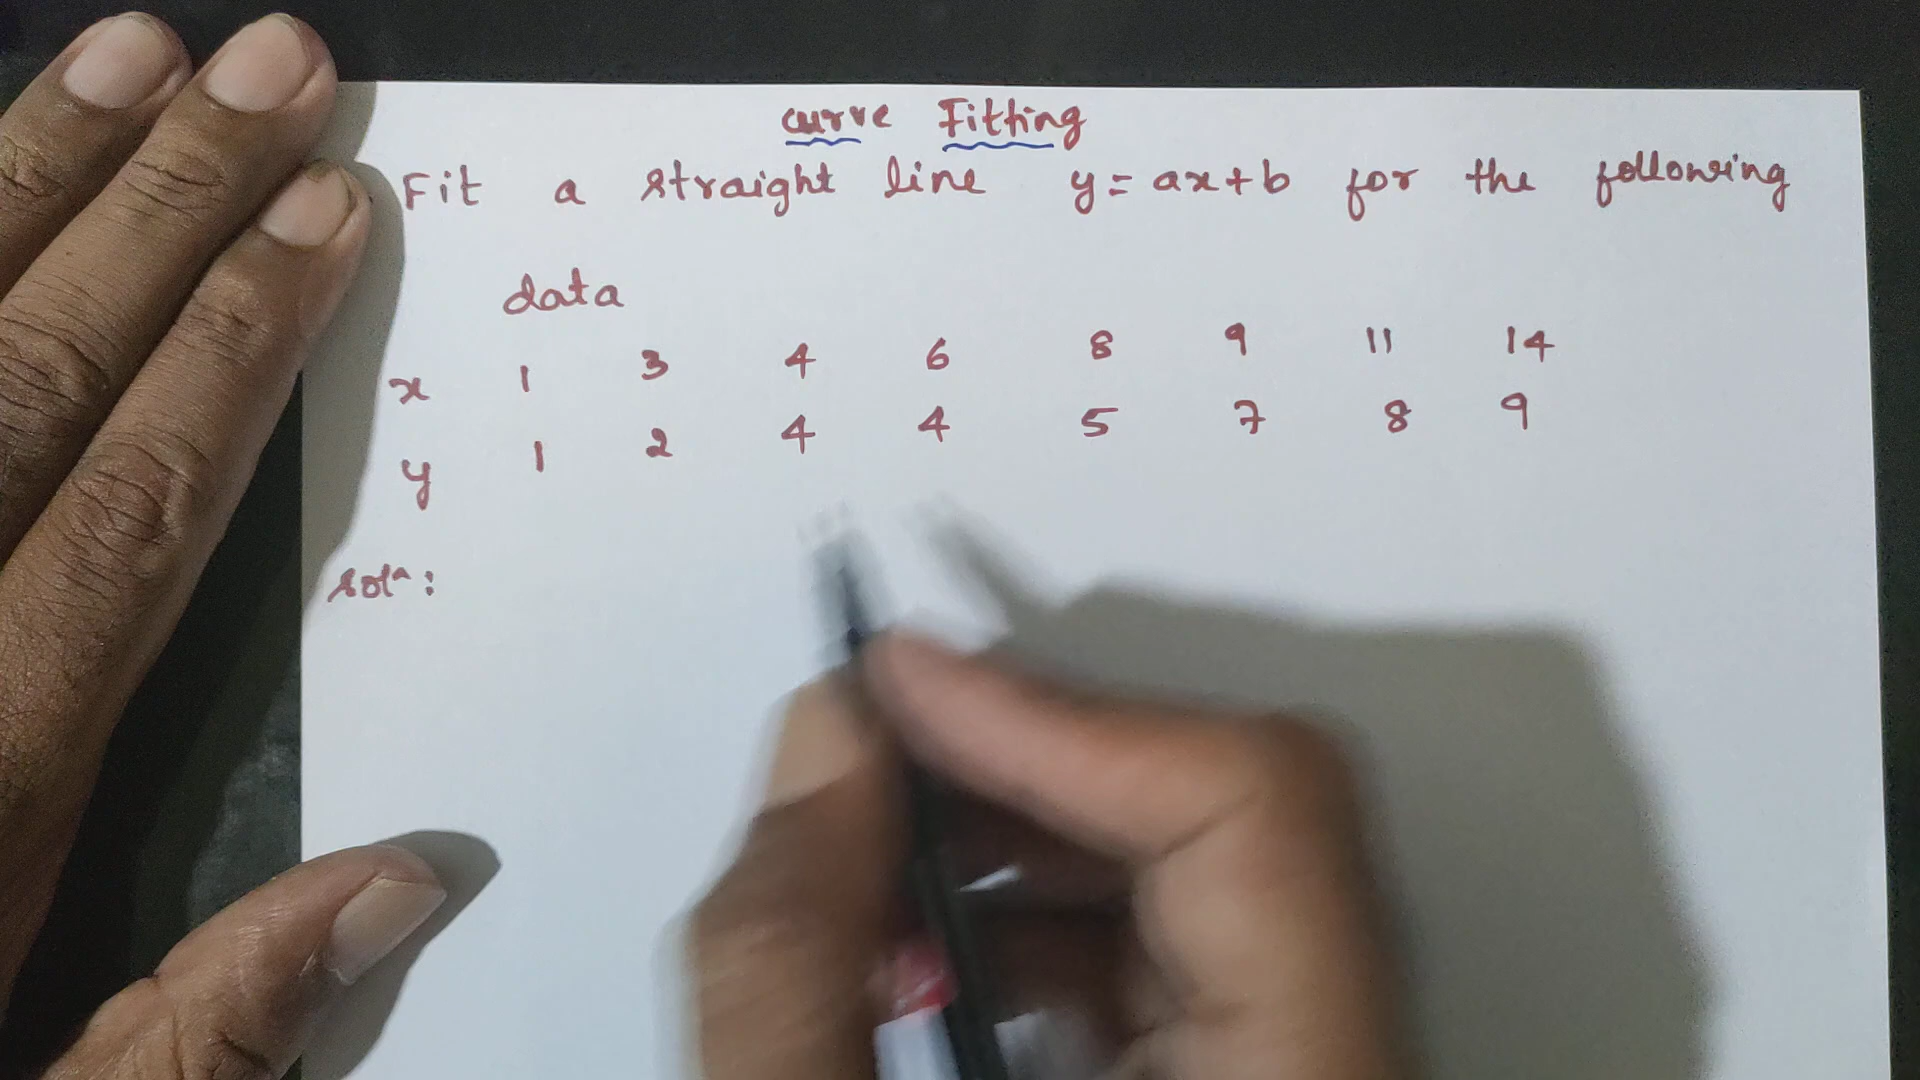 curve Fitting
Fit a straight line y = ax + b for the following
data
x 1 3 4 6 8 9 11 14
y 1 2 4 4 5 7 8 9
solⁿ :